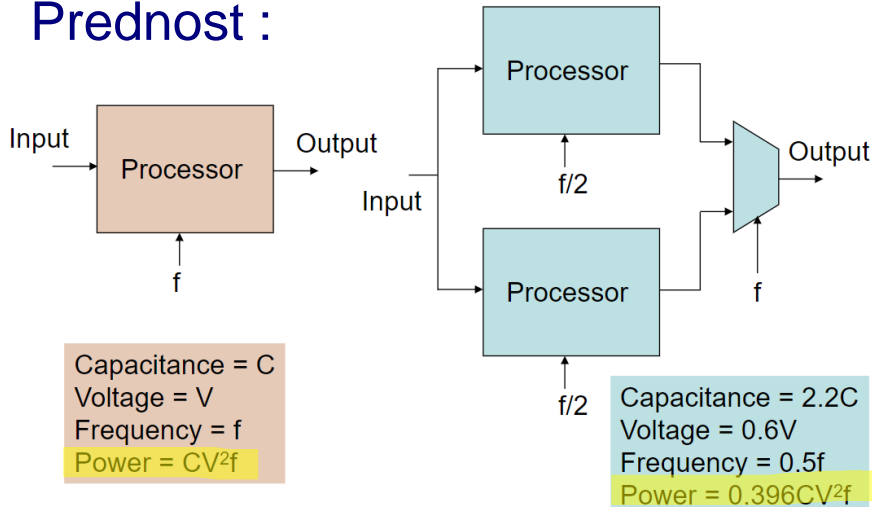 Prednost :
Input
Processor
Output
f
Capacitance = C
Voltage = V
Frequency = f
Power = CV²f
Input
Processor
f/2
Processor
f/2
Output
f
Capacitance = 2.2C
Voltage = 0.6V
Frequency = 0.5f
Power = 0.396CV²f